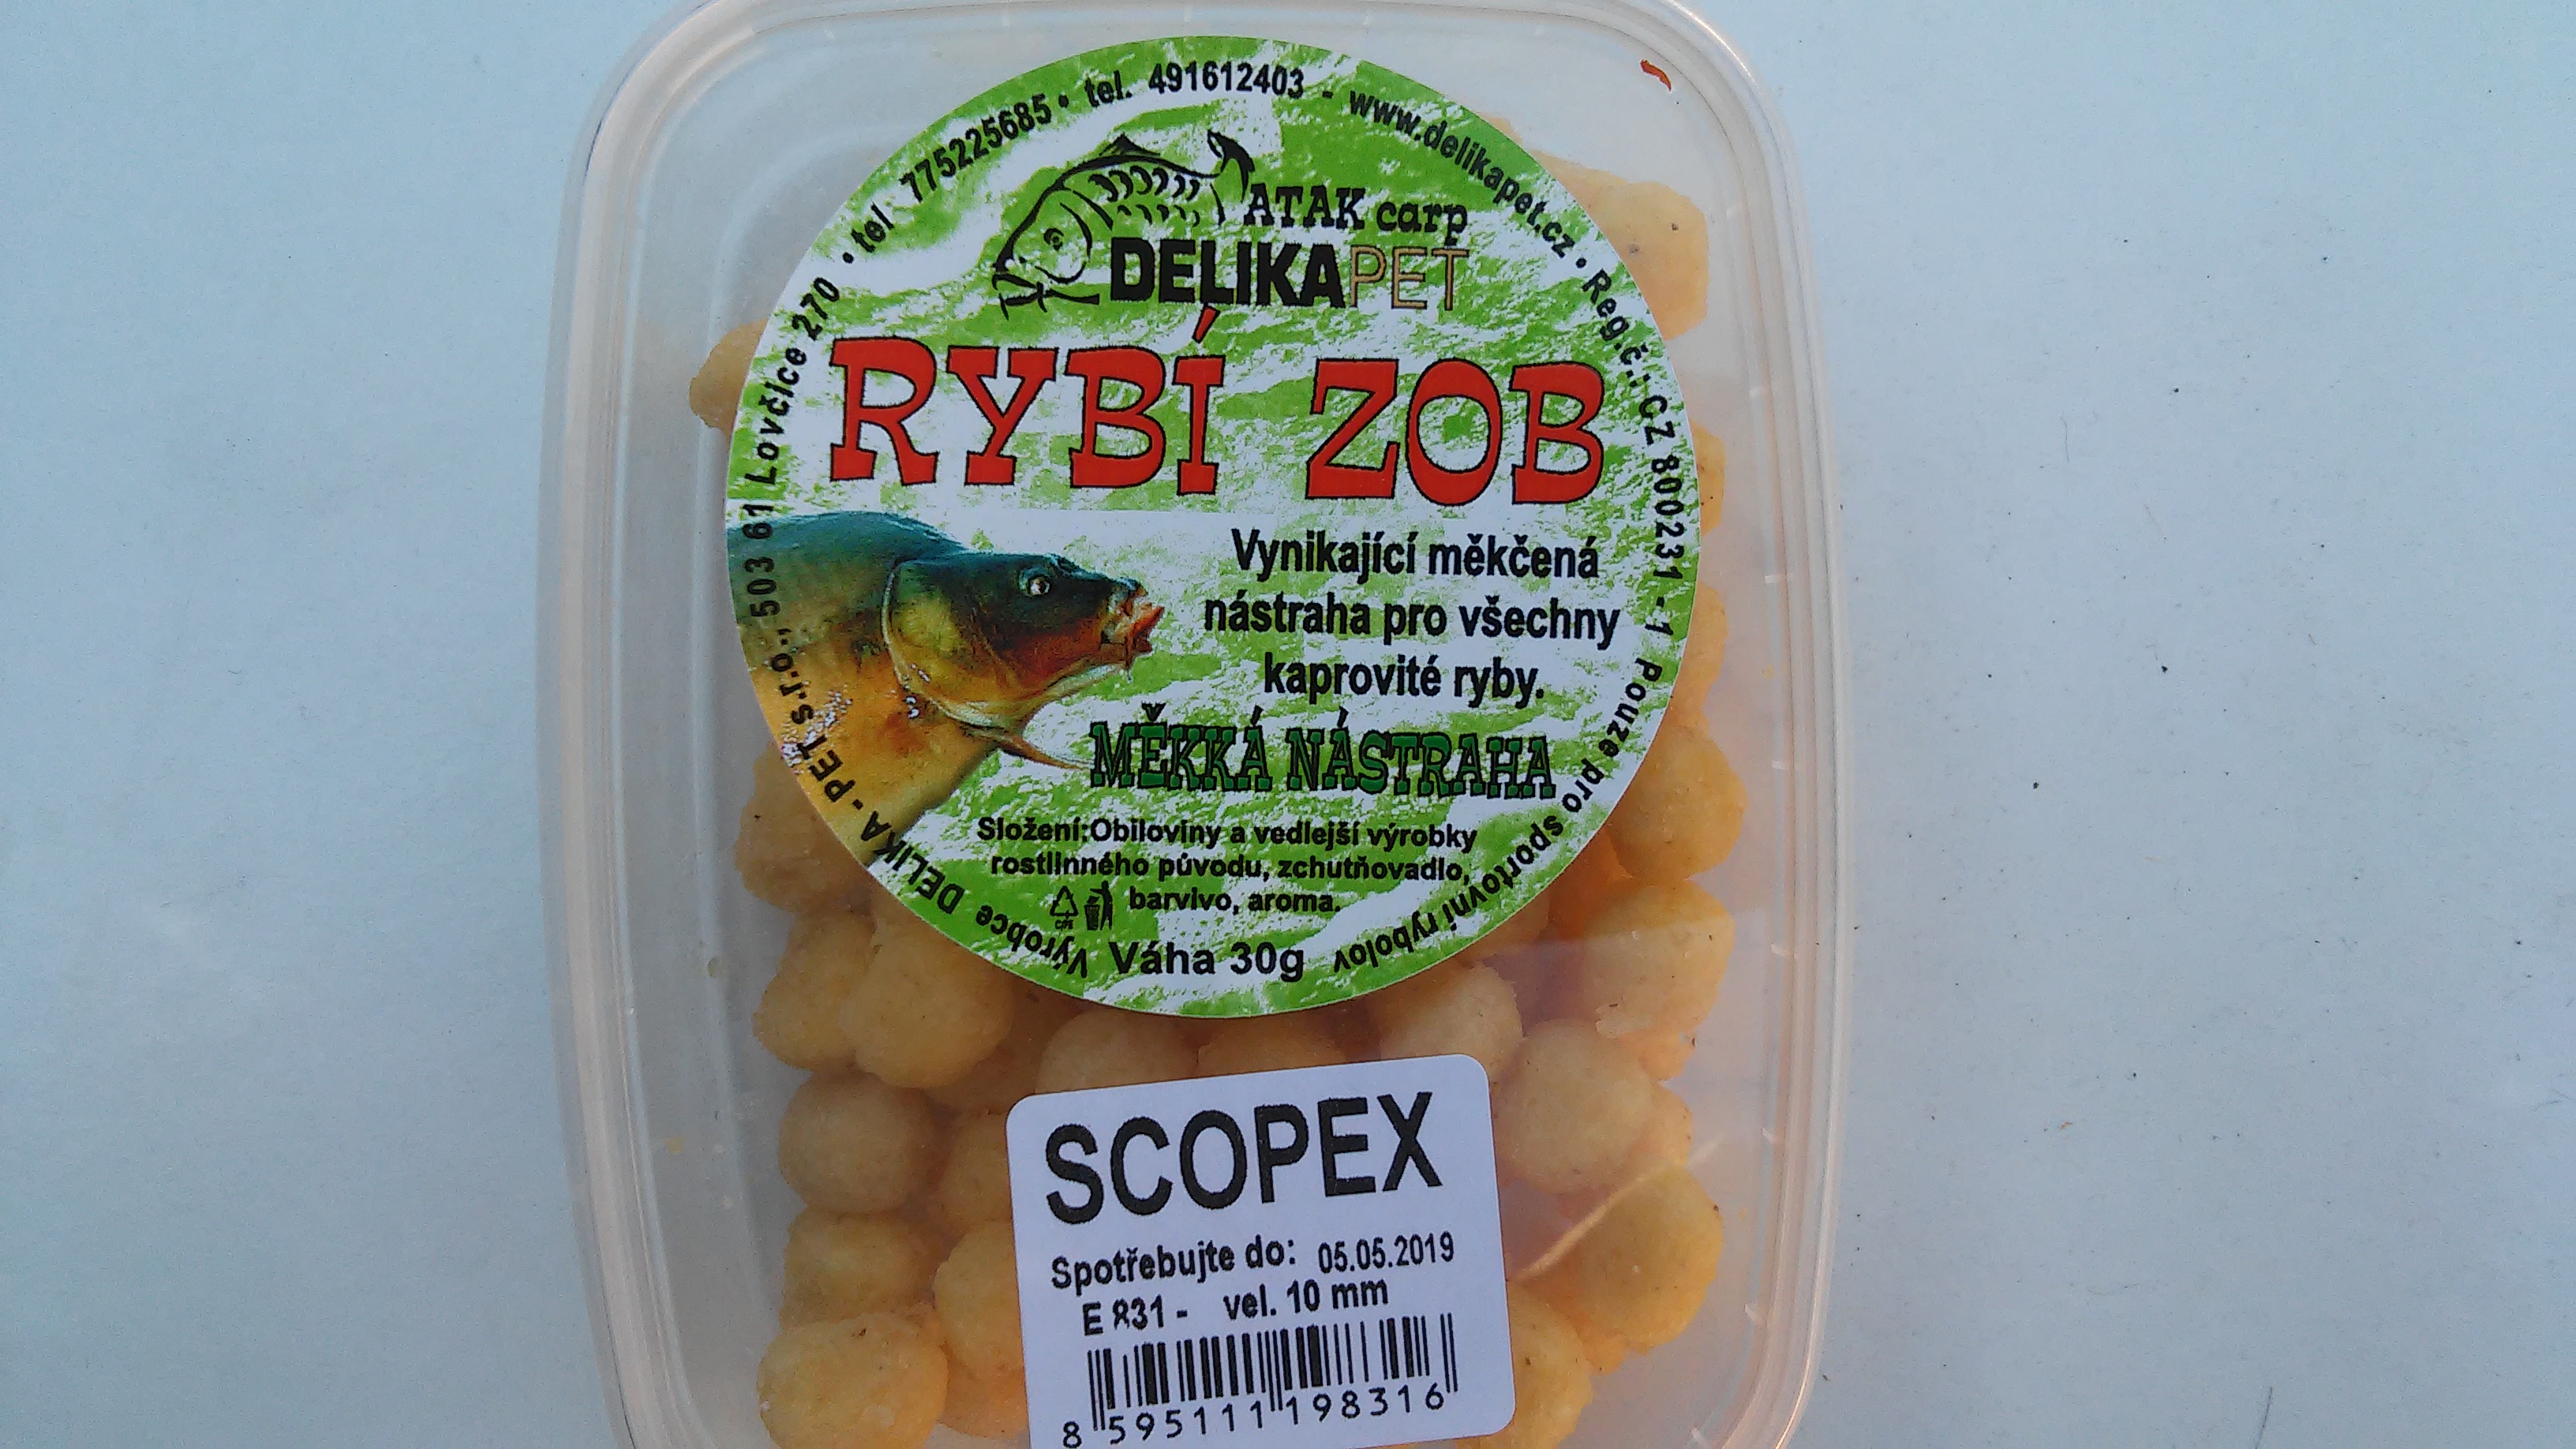 Výrobce DELIKA - PET s.r.o., 503 61 Lovčice 270 • tel 775225685 • tel. 491612403 - www.delikapet.cz • Reg.č.: CZ 800231 - 1 Pouze pro sportovní rybolov
ATAK carp
DELIKAPET
RYBÍ ZOB
Vynikající měkčená
nástraha pro všechny
kaprovité ryby.
MĚKKÁ NÁSTRAHA
Složení:Obiloviny a vedlejší výrobky
rostlinného původu, zchutňovadlo,
barvivo, aroma.
Váha 30g
SCOPEX
Spotřebujte do: 05.05.2019
E 831 - vel. 10 mm
8 595111 198316